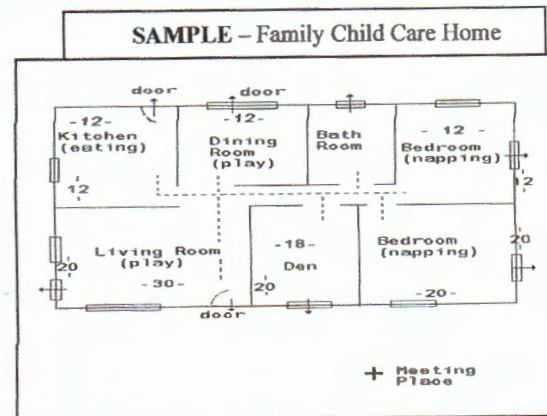 SAMPLE – Family Child Care Home
door
door
-12-
Kitchen
(eating)
-12-
-12-
Dining
Room
(play)
Bath
Room
- 12 -
Bedroom
(napping)
-12-
Living Room
(play)
-20-
-30-
door
-18-
Den
-20-
Bedroom
(napping)
-20-
-20-
Meeting
Place